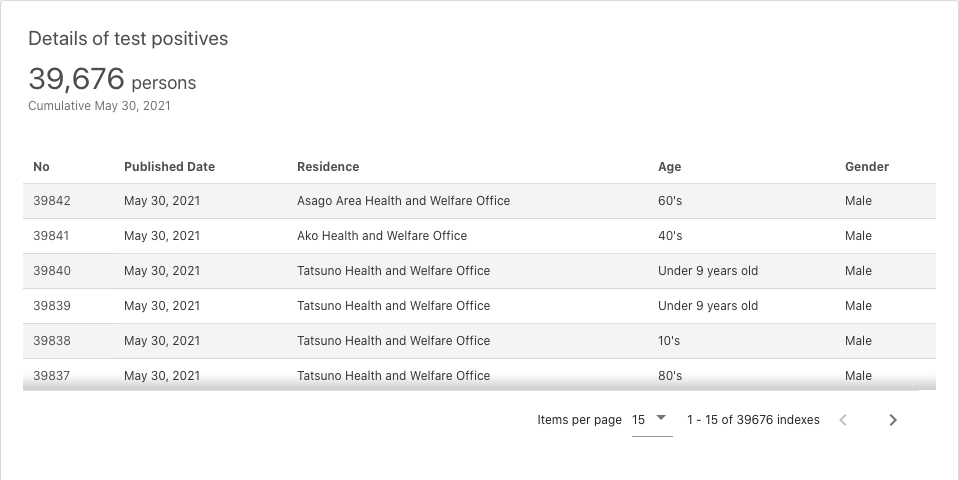 Details of test positives
39,676 persons
Cumulative May 30, 2021
No Published Date Residence Age Gender
39842 May 30, 2021 Asago Area Health and Welfare Office 60's Male
39841 May 30, 2021 Ako Health and Welfare Office 40's Male
39840 May 30, 2021 Tatsuno Health and Welfare Office Under 9 years old Male
39839 May 30, 2021 Tatsuno Health and Welfare Office Under 9 years old Male
39838 May 30, 2021 Tatsuno Health and Welfare Office 10's Male
39837 May 30, 2021 Tatsuno Health and Welfare Office 80's Male
Items per page 15 1 - 15 of 39676 indexes